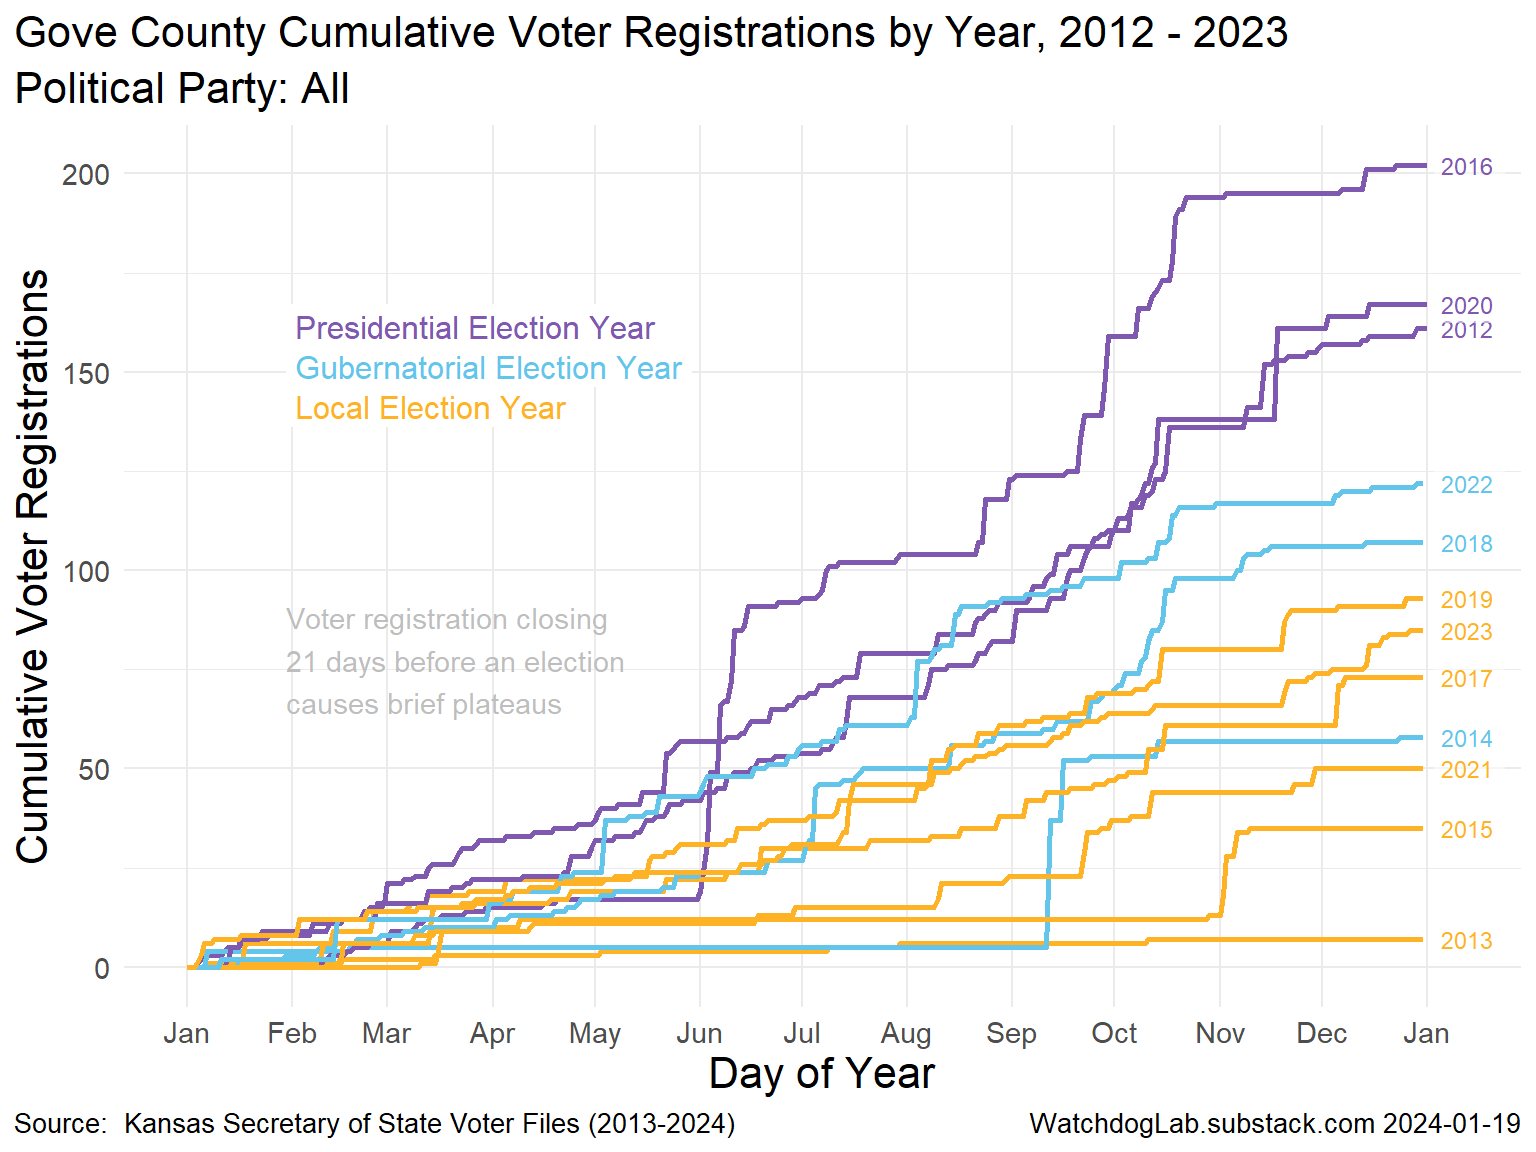 Gove County Cumulative Voter Registrations by Year, 2012 - 2023
Political Party: All
Cumulative Voter Registrations
200
150
100
50
0
Presidential Election Year
Gubernatorial Election Year
Local Election Year
Voter registration closing
21 days before an election
causes brief plateaus
2016
2020
2012
2022
2018
2019
2023
2017
2014
2021
2015
2013
Jan Feb Mar Apr May Jun Jul Aug Sep Oct Nov Dec Jan
Day of Year
Source:  Kansas Secretary of State Voter Files (2013-2024)
WatchdogLab.substack.com 2024-01-19